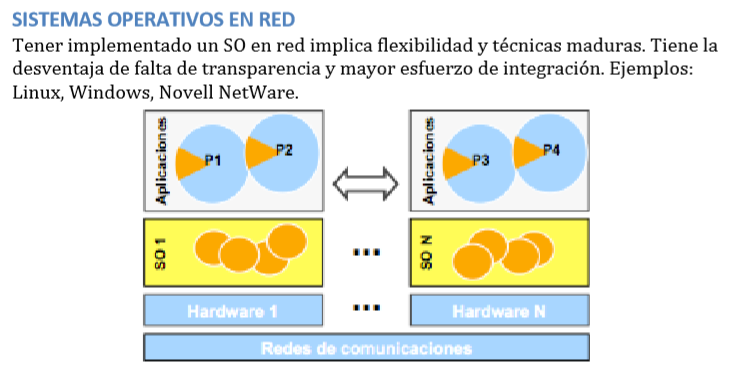 SISTEMAS OPERATIVOS EN RED
Tener implementado un SO en red implica flexibilidad y técnicas maduras. Tiene la
desventaja de falta de transparencia y mayor esfuerzo de integración. Ejemplos:
Linux, Windows, Novell NetWare.
Aplicaciones
P1
P2
Aplicaciones
P3
P4
SO 1
SO N
Hardware 1
Hardware N
Redes de comunicaciones